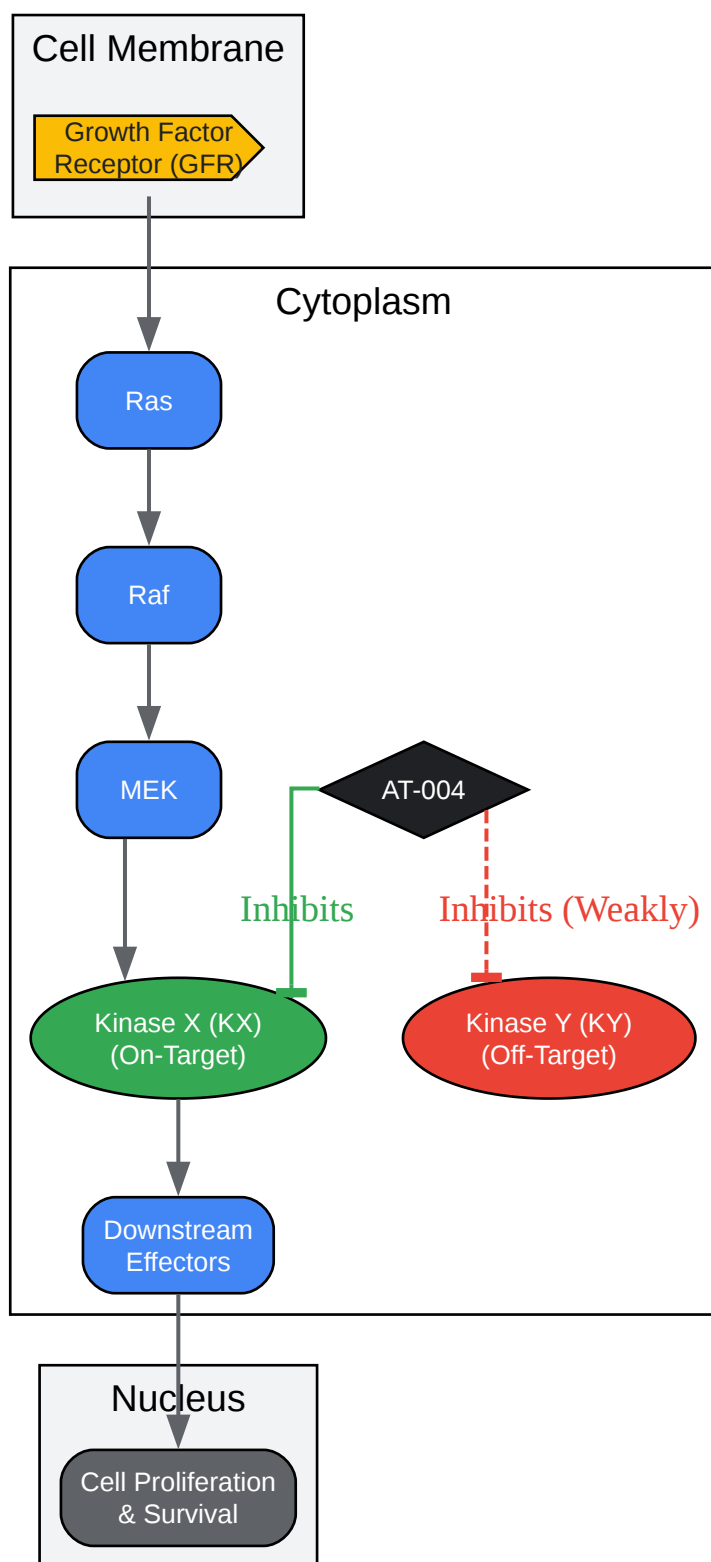 Cell Membrane
Growth Factor
Receptor (GFR)
Cytoplasm
Ras
Raf
MEK
AT-004
Inhibits
Inhibits (Weakly)
Kinase X (KX)
(On-Target)
Kinase Y (KY)
(Off-Target)
Downstream
Effectors
Nucleus
Cell Proliferation
& Survival